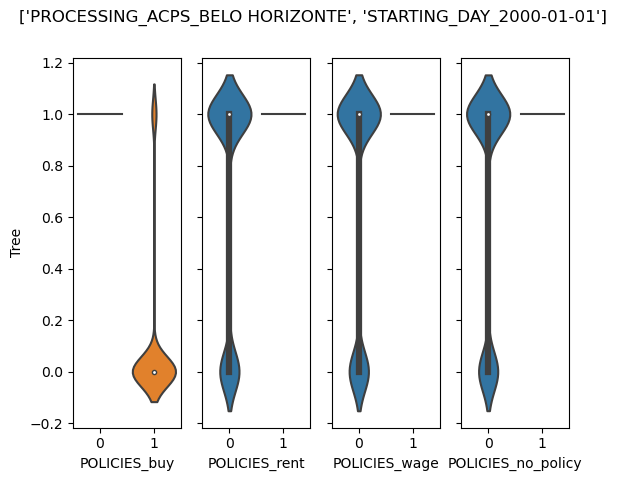 ['PROCESSING_ACPS_BELO HORIZONTE', 'STARTING_DAY_2000-01-01']
1.2
1.0
0.8
0.6
0.4
0.2
0.0
−0.2
Tree
0 1 0 1 0 1 0 1
POLICIES_buy POLICIES_rent POLICIES_wage POLICIES_no_policy